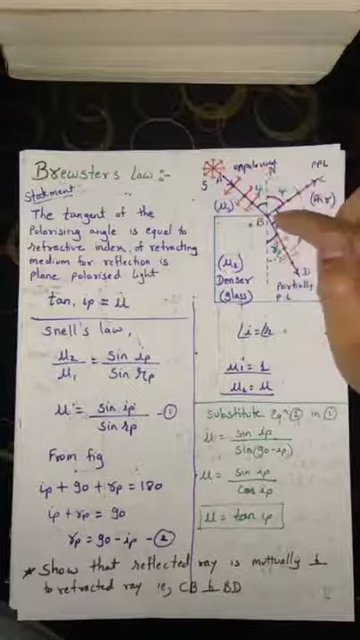 Brewster's Law :-
Statement
The tangent of the
Polarising angle is equal to
refractive index of refracting
medium for reflection is
plane polarised light
tan ip = μ
Snell's law,
μ2/μ1 = Sin ip/Sin rp
μ = Sin ip/Sin rp -①
From fig
ip + 90 + rp = 180
ip + rp = 90
rp = 90 - ip -②
S
A
unpolarised
N
PPL
C
(μ1)
(Air)
B
(μ2)
Denser
(glass)
D
Partially
P L
μ1 = 1
μ2 = μ
Substitute Eqn ② in ①
μ = Sin ip/Sin(90-ip)
μ = Sin ip/Cos ip
μ = tan ip
* Show that reflected ray is mutually ⊥
to refracted ray ie, CB ⊥ BD